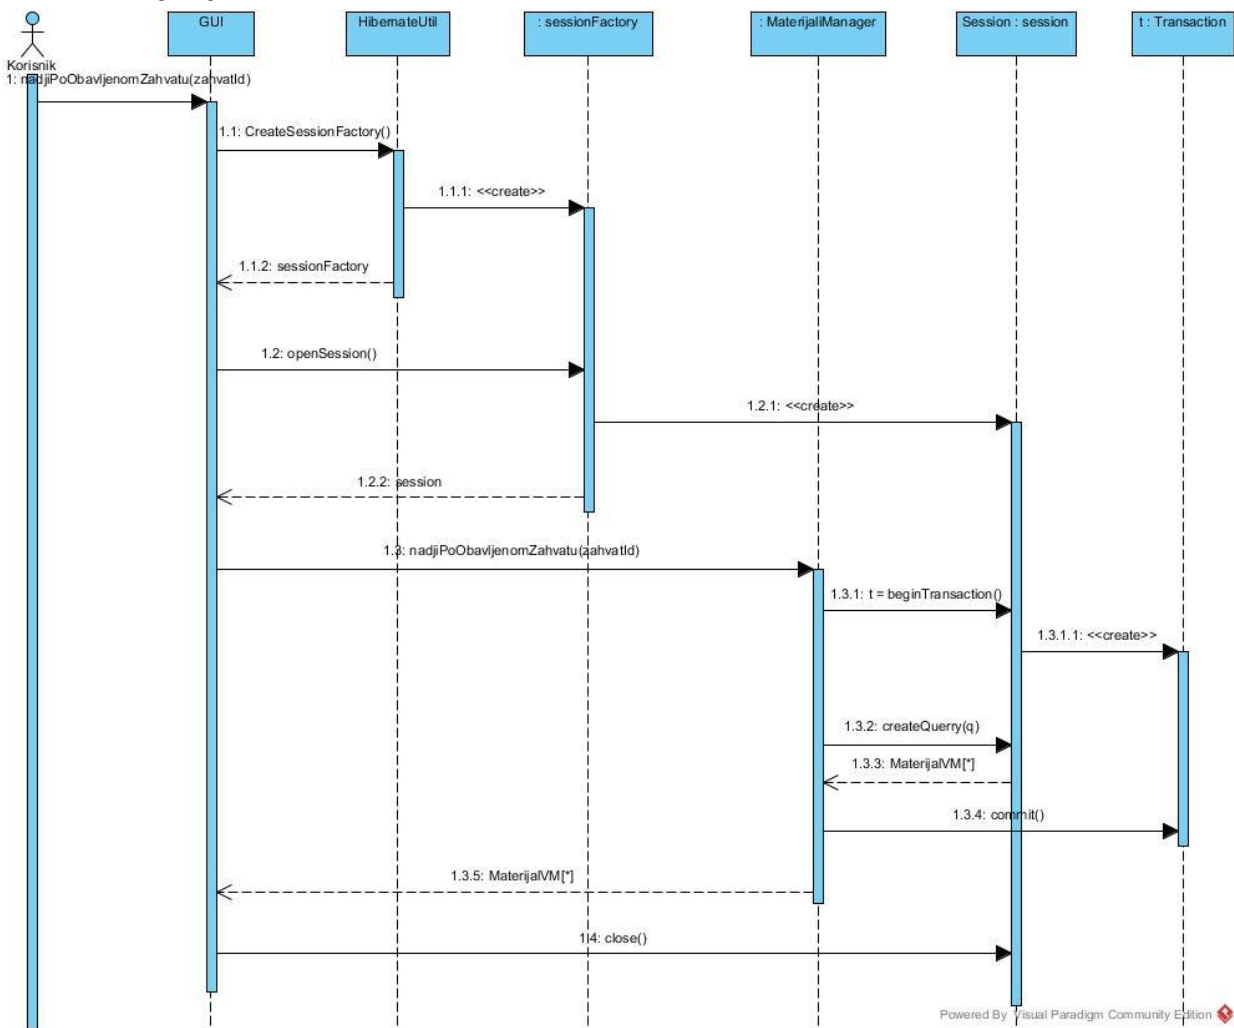 GUI
HibernateUtil
: sessionFactory
: MaterijaliManager
Session : session
t : Transaction
Korisnik
1: nadjiPoObavljenomZahvatu(zahvatId)
1.1: CreateSessionFactory()
1.1.1: <<create>>
1.1.2: sessionFactory
1.2: openSession()
1.2.1: <<create>>
1.2.2: session
1.3: nadjiPoObavljenomZahvatu(zahvatId)
1.3.1: t = beginTransaction()
1.3.1.1: <<create>>
1.3.2: createQuerry(q)
1.3.3: MaterijalVM[*]
1.3.4: commit()
1.3.5: MaterijalVM[*]
1.4: close()
Powered By Visual Paradigm Community Edition